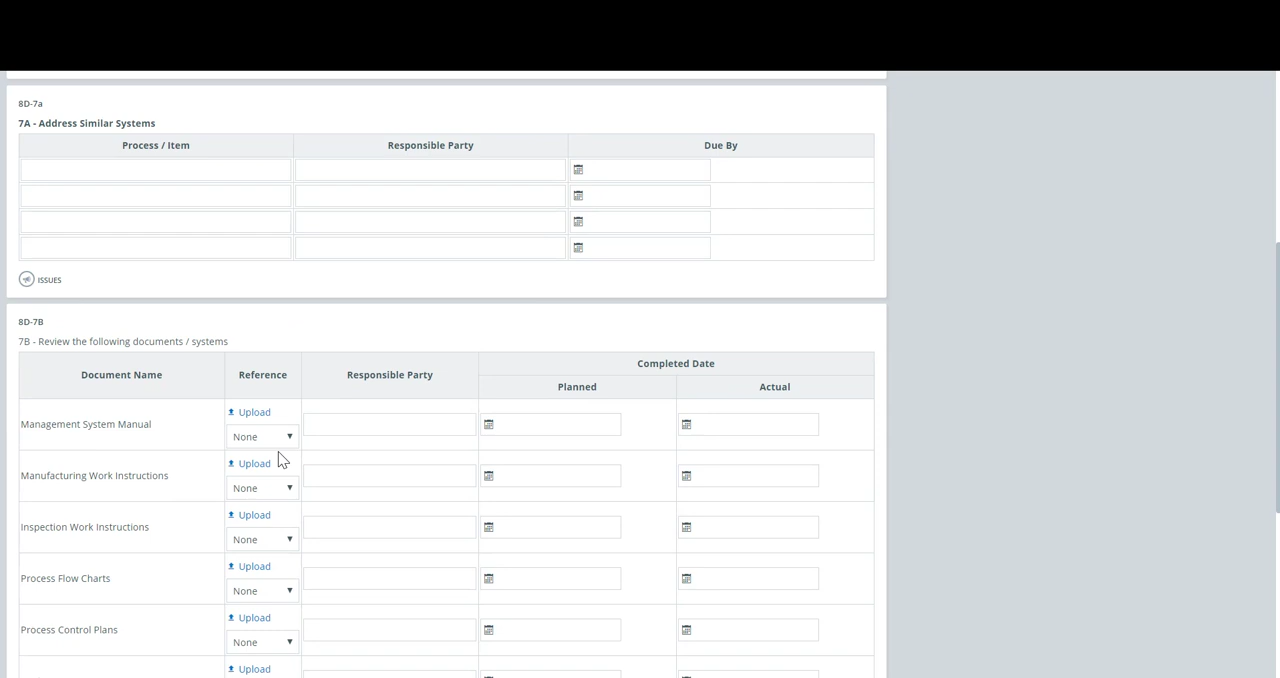 8D-7a
7A - Address Similar Systems
Process / Item Responsible Party Due By
ISSUES
8D-7B
7B - Review the following documents / systems
Document Name Reference Responsible Party Completed Date
Planned Actual
Upload
Management System Manual
None
Upload
Manufacturing Work Instructions
None
Upload
Inspection Work Instructions
None
Upload
Process Flow Charts
None
Upload
Process Control Plans
None
Upload